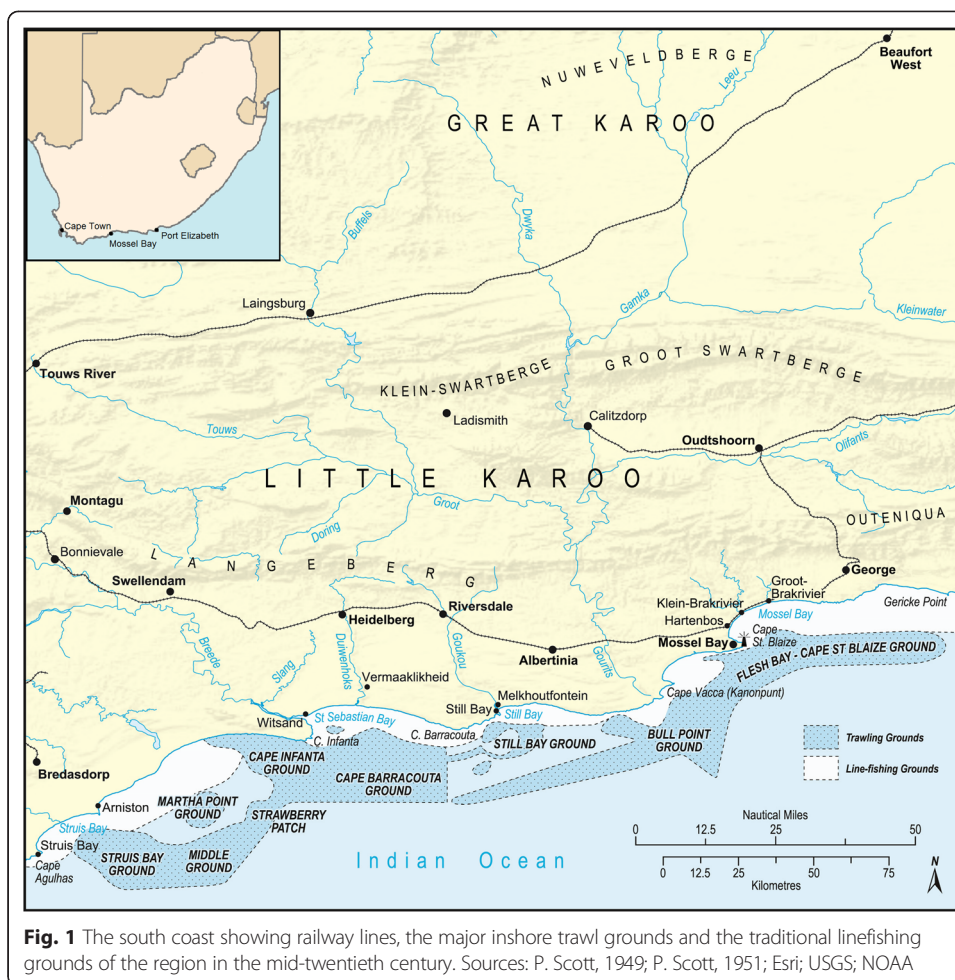 NUWEVELDBERGE
Beaufort
West
Leeu
GREAT KAROO
Cape Town
Mossel Bay
Port Elizabeth
Buffels
Dwyka
Laingsburg
Gamka
Kleinwater
Touws River
KLEIN-SWARTBERGE
GROOT SWARTBERGE
Ladismith
Calitzdorp
Touws
Oudtshoorn
Olifants
LITTLE KAROO
Groot
Montagu
Doring
OUTENIQUA
Bonnievale
LANGEBERG
Swellendam
George
Groot-
Brakrivier
Klein-Brakrivier
Mossel Bay
Gericke Point
Heidelberg
Riversdale
Hartenbos
Cape
St. Blaize
Mossel Bay
Breede
Slang
Duiwenhoks
Goukou
Albertinia
Gourits
FLESH BAY - CAPE ST BLAIZE GROUND
Vermaaklikheid
Cape Vacca (Kanonpunt)
Melkhoutfontein
Still Bay
Still Bay
Witsand
St Sebastian Bay
C. Infanta
C. Barracouta
STILL BAY GROUND
BULL POINT
GROUND
Trawling Grounds
Line-fishing Grounds
CAPE INFANTA
GROUND
CAPE BARRACOUTA
GROUND
Bredasdorp
MARTHA POINT
GROUND
Arniston
STRAWBERRY
PATCH
Struis Bay
Struis Bay
Cape
Agulhas
STRUIS BAY
GROUND
MIDDLE
GROUND
Indian Ocean
Nautical Miles
0 12.5 25 50
0 12.5 25 50 75
Kilometres
N
Fig. 1 The south coast showing railway lines, the major inshore trawl grounds and the traditional linefishing
grounds of the region in the mid-twentieth century. Sources: P. Scott, 1949; P. Scott, 1951; Esri; USGS; NOAA